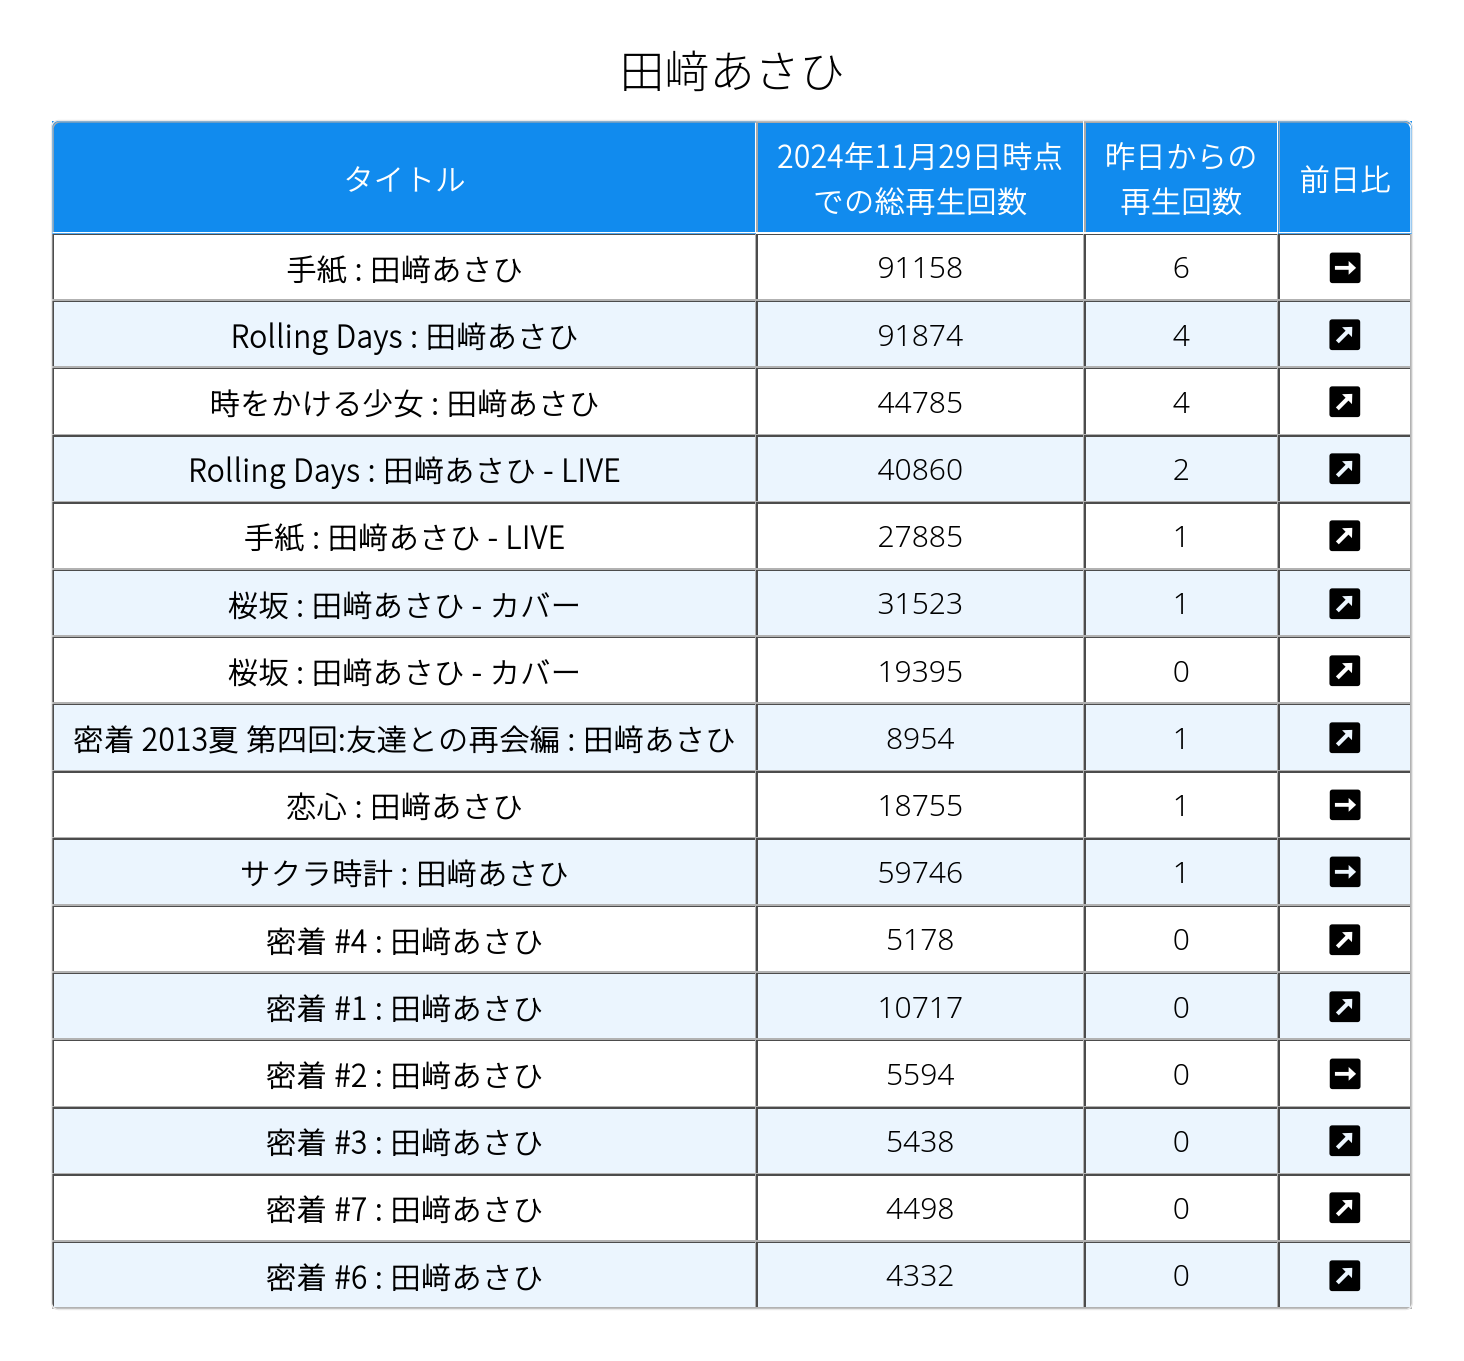 田﨑あさひ
タイトル
2024年11月29日時点
での総再生回数
昨日からの
再生回数
前日比
手紙 : 田﨑あさひ 91158 6 ➡
Rolling Days : 田﨑あさひ 91874 4 ↗
時をかける少女 : 田﨑あさひ 44785 4 ↗
Rolling Days : 田﨑あさひ - LIVE 40860 2 ↗
手紙 : 田﨑あさひ - LIVE 27885 1 ↗
桜坂 : 田﨑あさひ - カバー 31523 1 ↗
桜坂 : 田﨑あさひ - カバー 19395 0 ↗
密着 2013夏 第四回:友達との再会編 : 田﨑あさひ 8954 1 ↗
恋心 : 田﨑あさひ 18755 1 ➡
サクラ時計 : 田﨑あさひ 59746 1 ➡
密着 #4 : 田﨑あさひ 5178 0 ↗
密着 #1 : 田﨑あさひ 10717 0 ↗
密着 #2 : 田﨑あさひ 5594 0 ➡
密着 #3 : 田﨑あさひ 5438 0 ↗
密着 #7 : 田﨑あさひ 4498 0 ↗
密着 #6 : 田﨑あさひ 4332 0 ↗